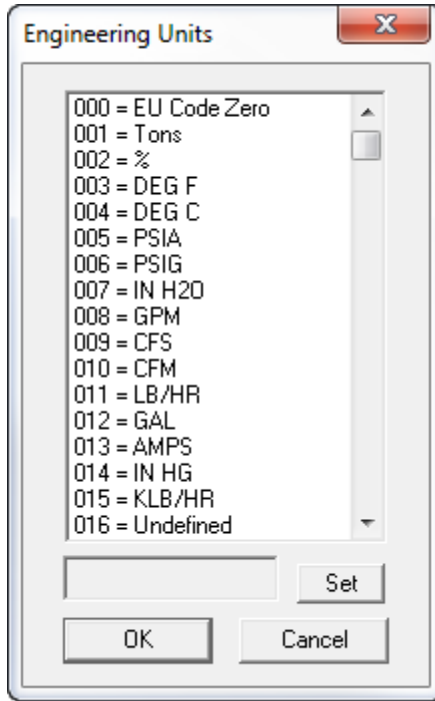 Engineering Units
000 = EU Code Zero
001 = Tons
002 = %
003 = DEG F
004 = DEG C
005 = PSIA
006 = PSIG
007 = IN H2O
008 = GPM
009 = CFS
010 = CFM
011 = LB/HR
012 = GAL
013 = AMPS
014 = IN HG
015 = KLB/HR
016 = Undefined
Set
OK Cancel